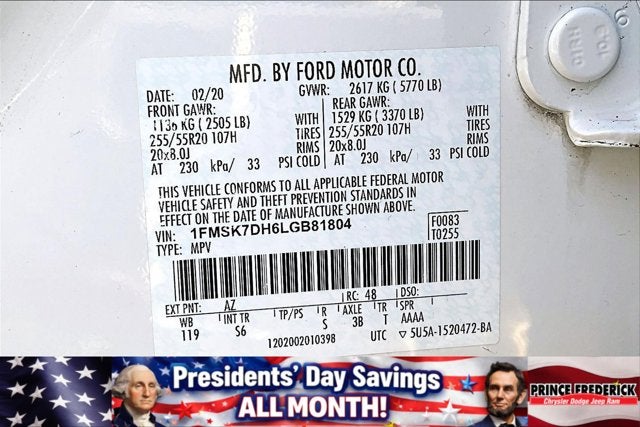 MFD. BY FORD MOTOR CO.
DATE: 02/20 GVWR: 2617 KG ( 5770 LB)
FRONT GAWR: REAR GAWR:
1136 KG ( 2505 LB) WITH 1529 KG ( 3370 LB) WITH
255/55R20 107H TIRES 255/55R20 107H TIRES
20x8.0J RIMS 20x8.0J RIMS
AT 230 kPa/ 33 PSI COLD AT 230 kPa/ 33 PSI COLD
THIS VEHICLE CONFORMS TO ALL APPLICABLE FEDERAL MOTOR
VEHICLE SAFETY AND THEFT PREVENTION STANDARDS IN
EFFECT ON THE DATE OF MANUFACTURE SHOWN ABOVE.
VIN: 1FMSK7DH6LGB81804 F0083
TYPE: MPV T0255
EXT PNT: AZ RC: 48 DSO:
WB INT TR TP/PS R AXLE TR SPR
119 S6 S 3B T AAAA
1202002010398 UTC ▽ 5U5A-1520472-BA
Presidents' Day Savings
ALL MONTH!
PRINCE FREDERICK
Chrysler Dodge Jeep Ram